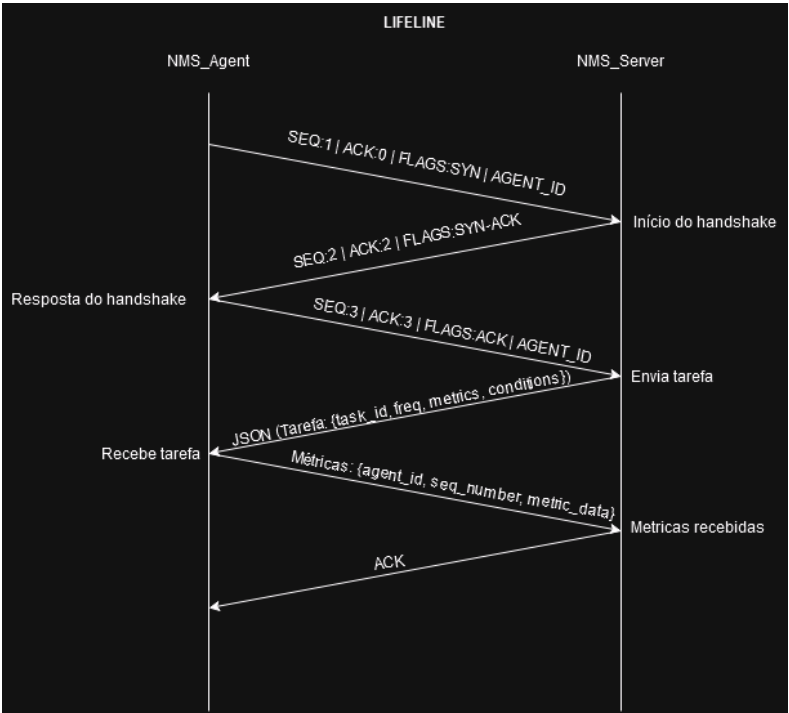 LIFELINE
NMS_Agent
NMS_Server
SEQ:1 | ACK:0 | FLAGS:SYN | AGENT_ID
Início do handshake
SEQ:2 | ACK:2 | FLAGS:SYN-ACK
Resposta do handshake
SEQ:3 | ACK:3 | FLAGS:ACK | AGENT_ID
Envia tarefa
JSON (Tarefa: {task_id, freq, metrics, conditions})
Recebe tarefa
Métricas: {agent_id, seq_number, metric_data}
Metricas recebidas
ACK